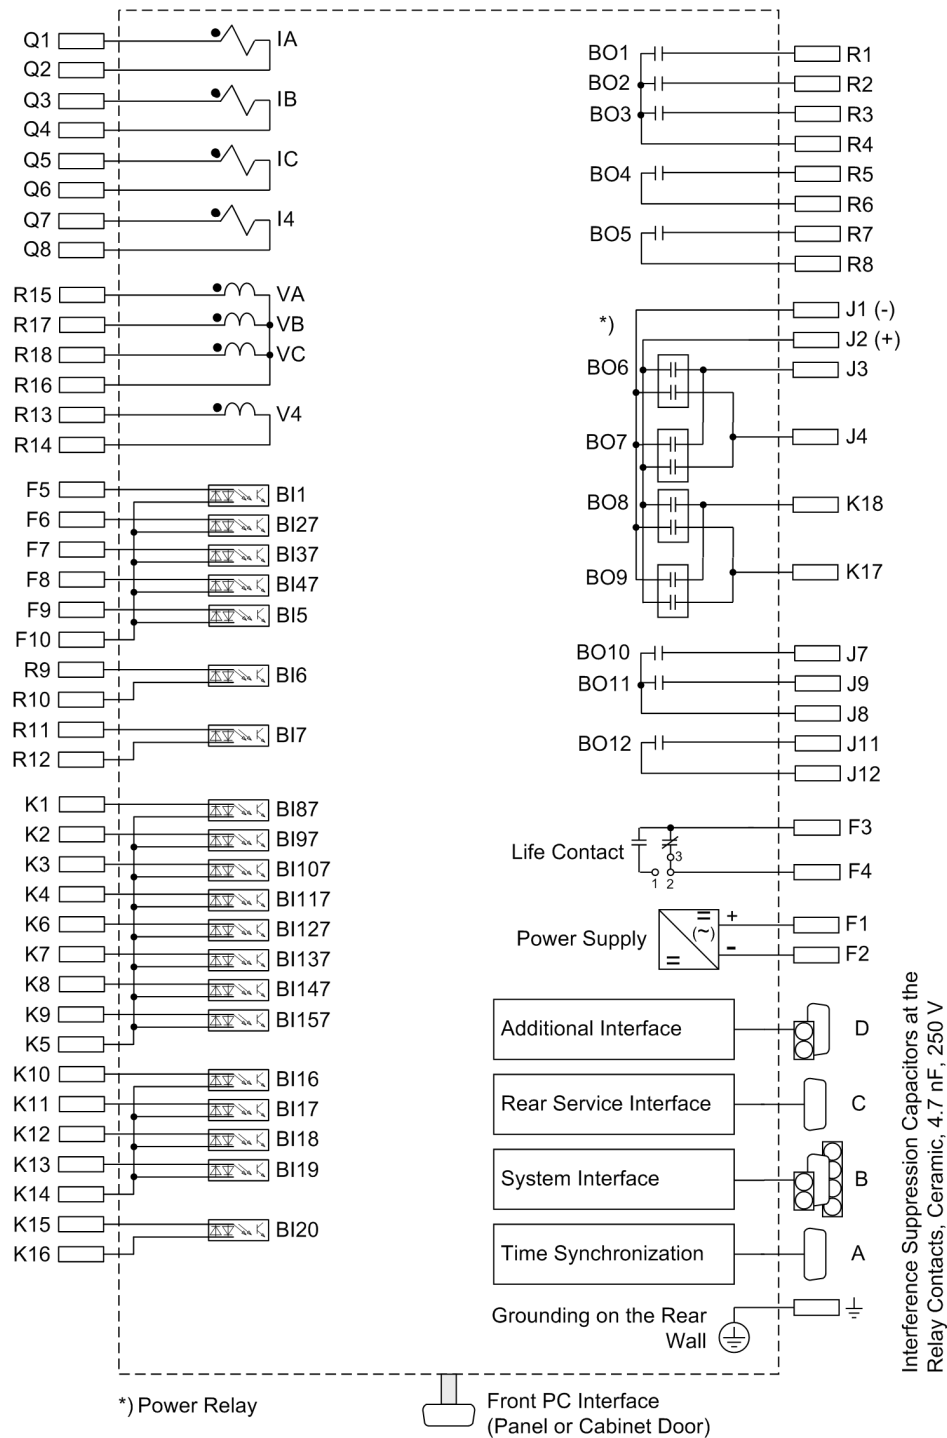 Q1 IA
Q2
Q3 IB
Q4
Q5 IC
Q6
Q7 I4
Q8
R15 VA
R17 VB
R18 VC
R16
R13 V4
R14
F5 BI1
F6 BI27
F7 BI37
F8 BI47
F9 BI5
F10
R9 BI6
R10
R11 BI7
R12
K1 BI87
K2 BI97
K3 BI107
K4 BI117
K6 BI127
K7 BI137
K8 BI147
K9 BI157
K5
K10 BI16
K11 BI17
K12 BI18
K13 BI19
K14
K15 BI20
K16
BO1 R1
BO2 R2
BO3 R3
R4
BO4 R5
R6
BO5 R7
R8
J1 (-)
*)
J2 (+)
BO6 J3
BO7 J4
BO8 K18
BO9 K17
BO10 J7
BO11 J9
J8
BO12 J11
J12
F3
Life Contact 3
1 2 F4
Power Supply = (~) = + F1
- F2
Additional Interface D
Rear Service Interface C
System Interface B
Time Synchronization A
Grounding on the Rear
Wall
Interference Suppression Capacitors at the
Relay Contacts, Ceramic, 4.7 nF, 250 V
*) Power Relay
Front PC Interface
(Panel or Cabinet Door)